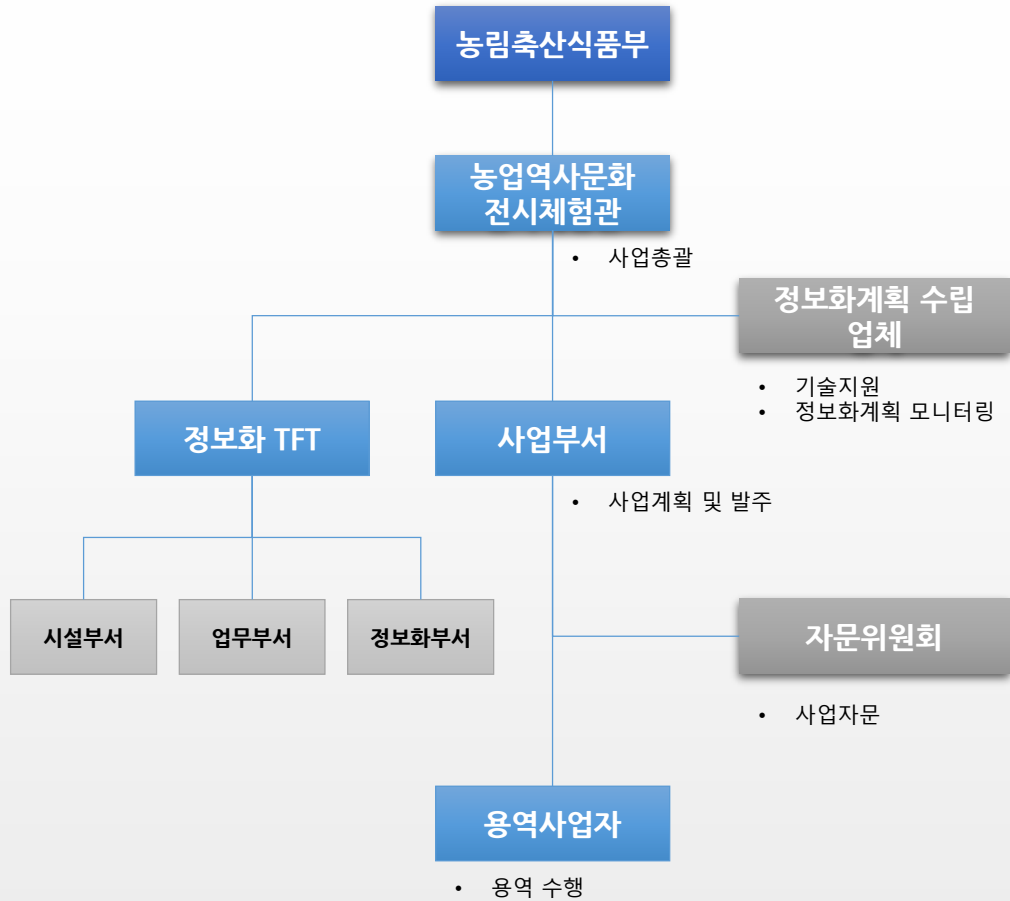 농림축산식품부
농업역사문화
전시체험관
• 사업총괄
정보화계획 수립
업체
• 기술지원
• 정보화계획 모니터링
정보화 TFT
사업부서
• 사업계획 및 발주
시설부서
업무부서
정보화부서
자문위원회
• 사업자문
용역사업자
• 용역 수행